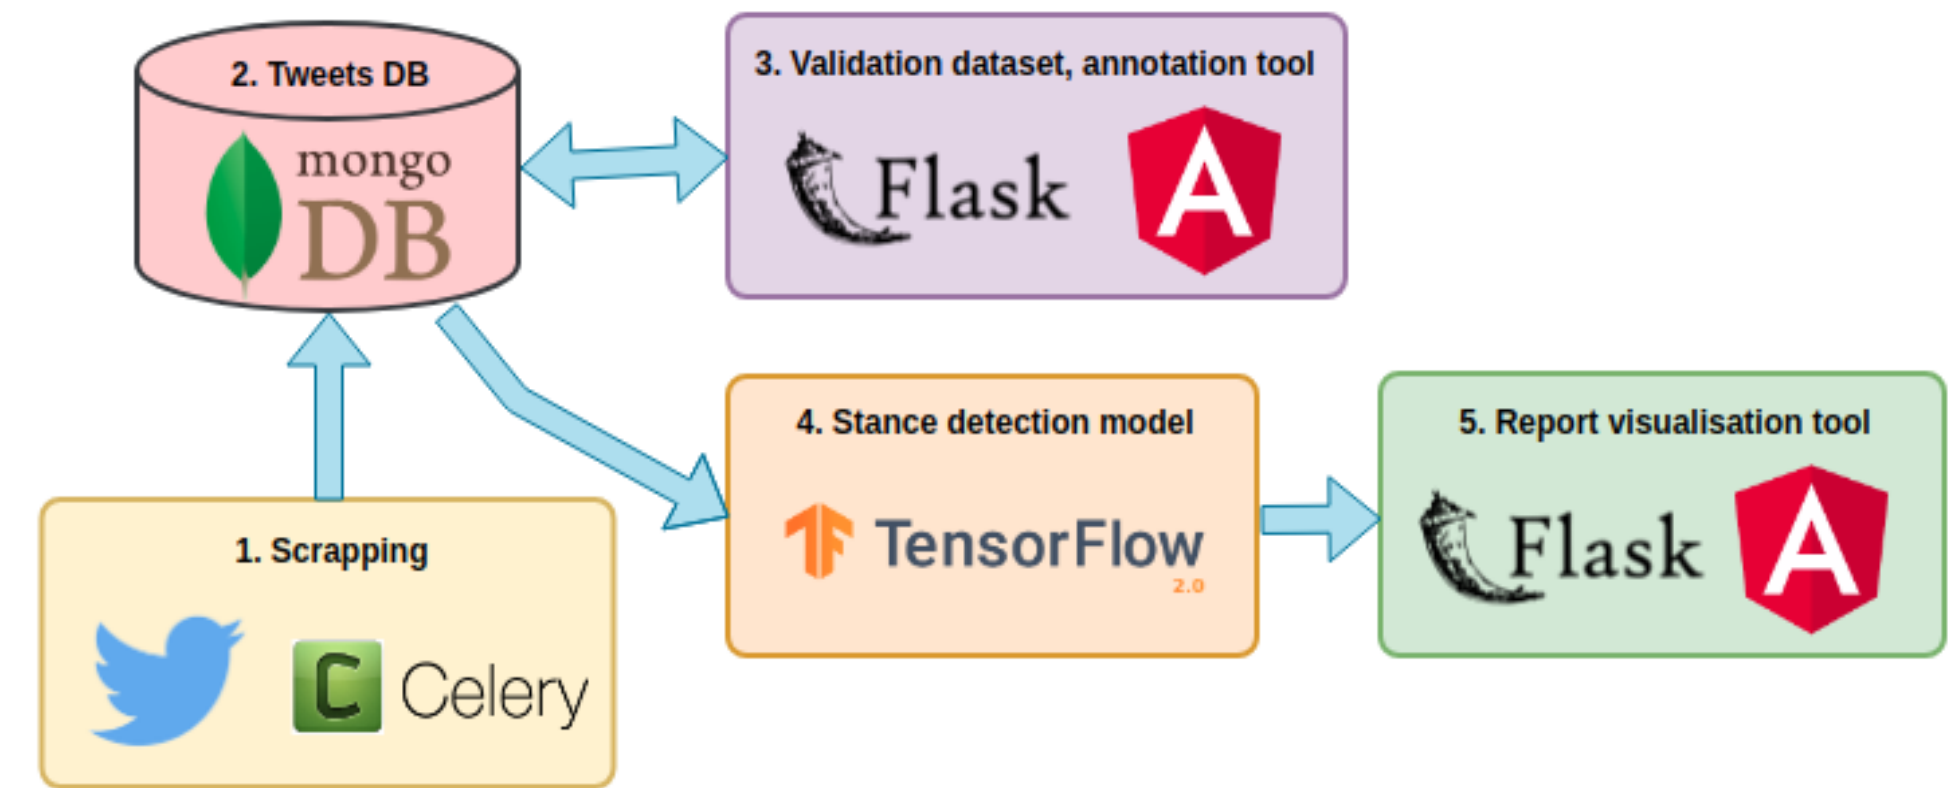 2. Tweets DB
mongo
DB
3. Validation dataset, annotation tool
Flask
A
1. Scrapping
C Celery
4. Stance detection model
TensorFlow
2.0
5. Report visualisation tool
Flask
A